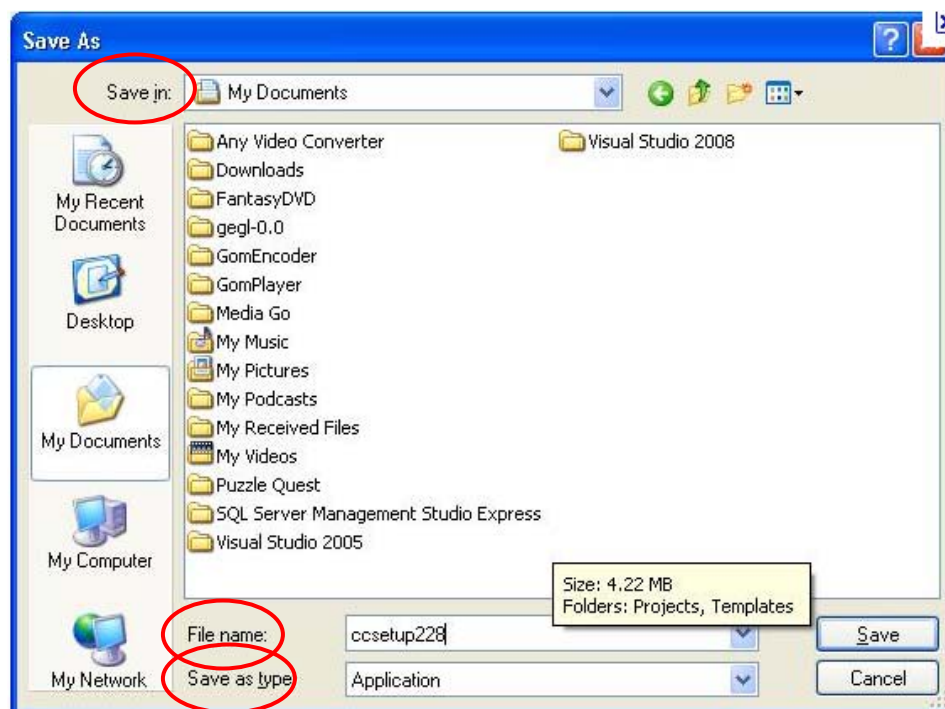 Save As
Save in:
My Documents
My Recent
Documents
Desktop
My Documents
My Computer
My Network
Any Video Converter
Downloads
FantasyDVD
gegl-0.0
GomEncoder
GomPlayer
Media Go
My Music
My Pictures
My Podcasts
My Received Files
My Videos
Puzzle Quest
SQL Server Management Studio Express
Visual Studio 2005
Visual Studio 2008
Size: 4.22 MB
Folders: Projects, Templates
File name:
ccsetup228
Save
Save as type
Application
Cancel